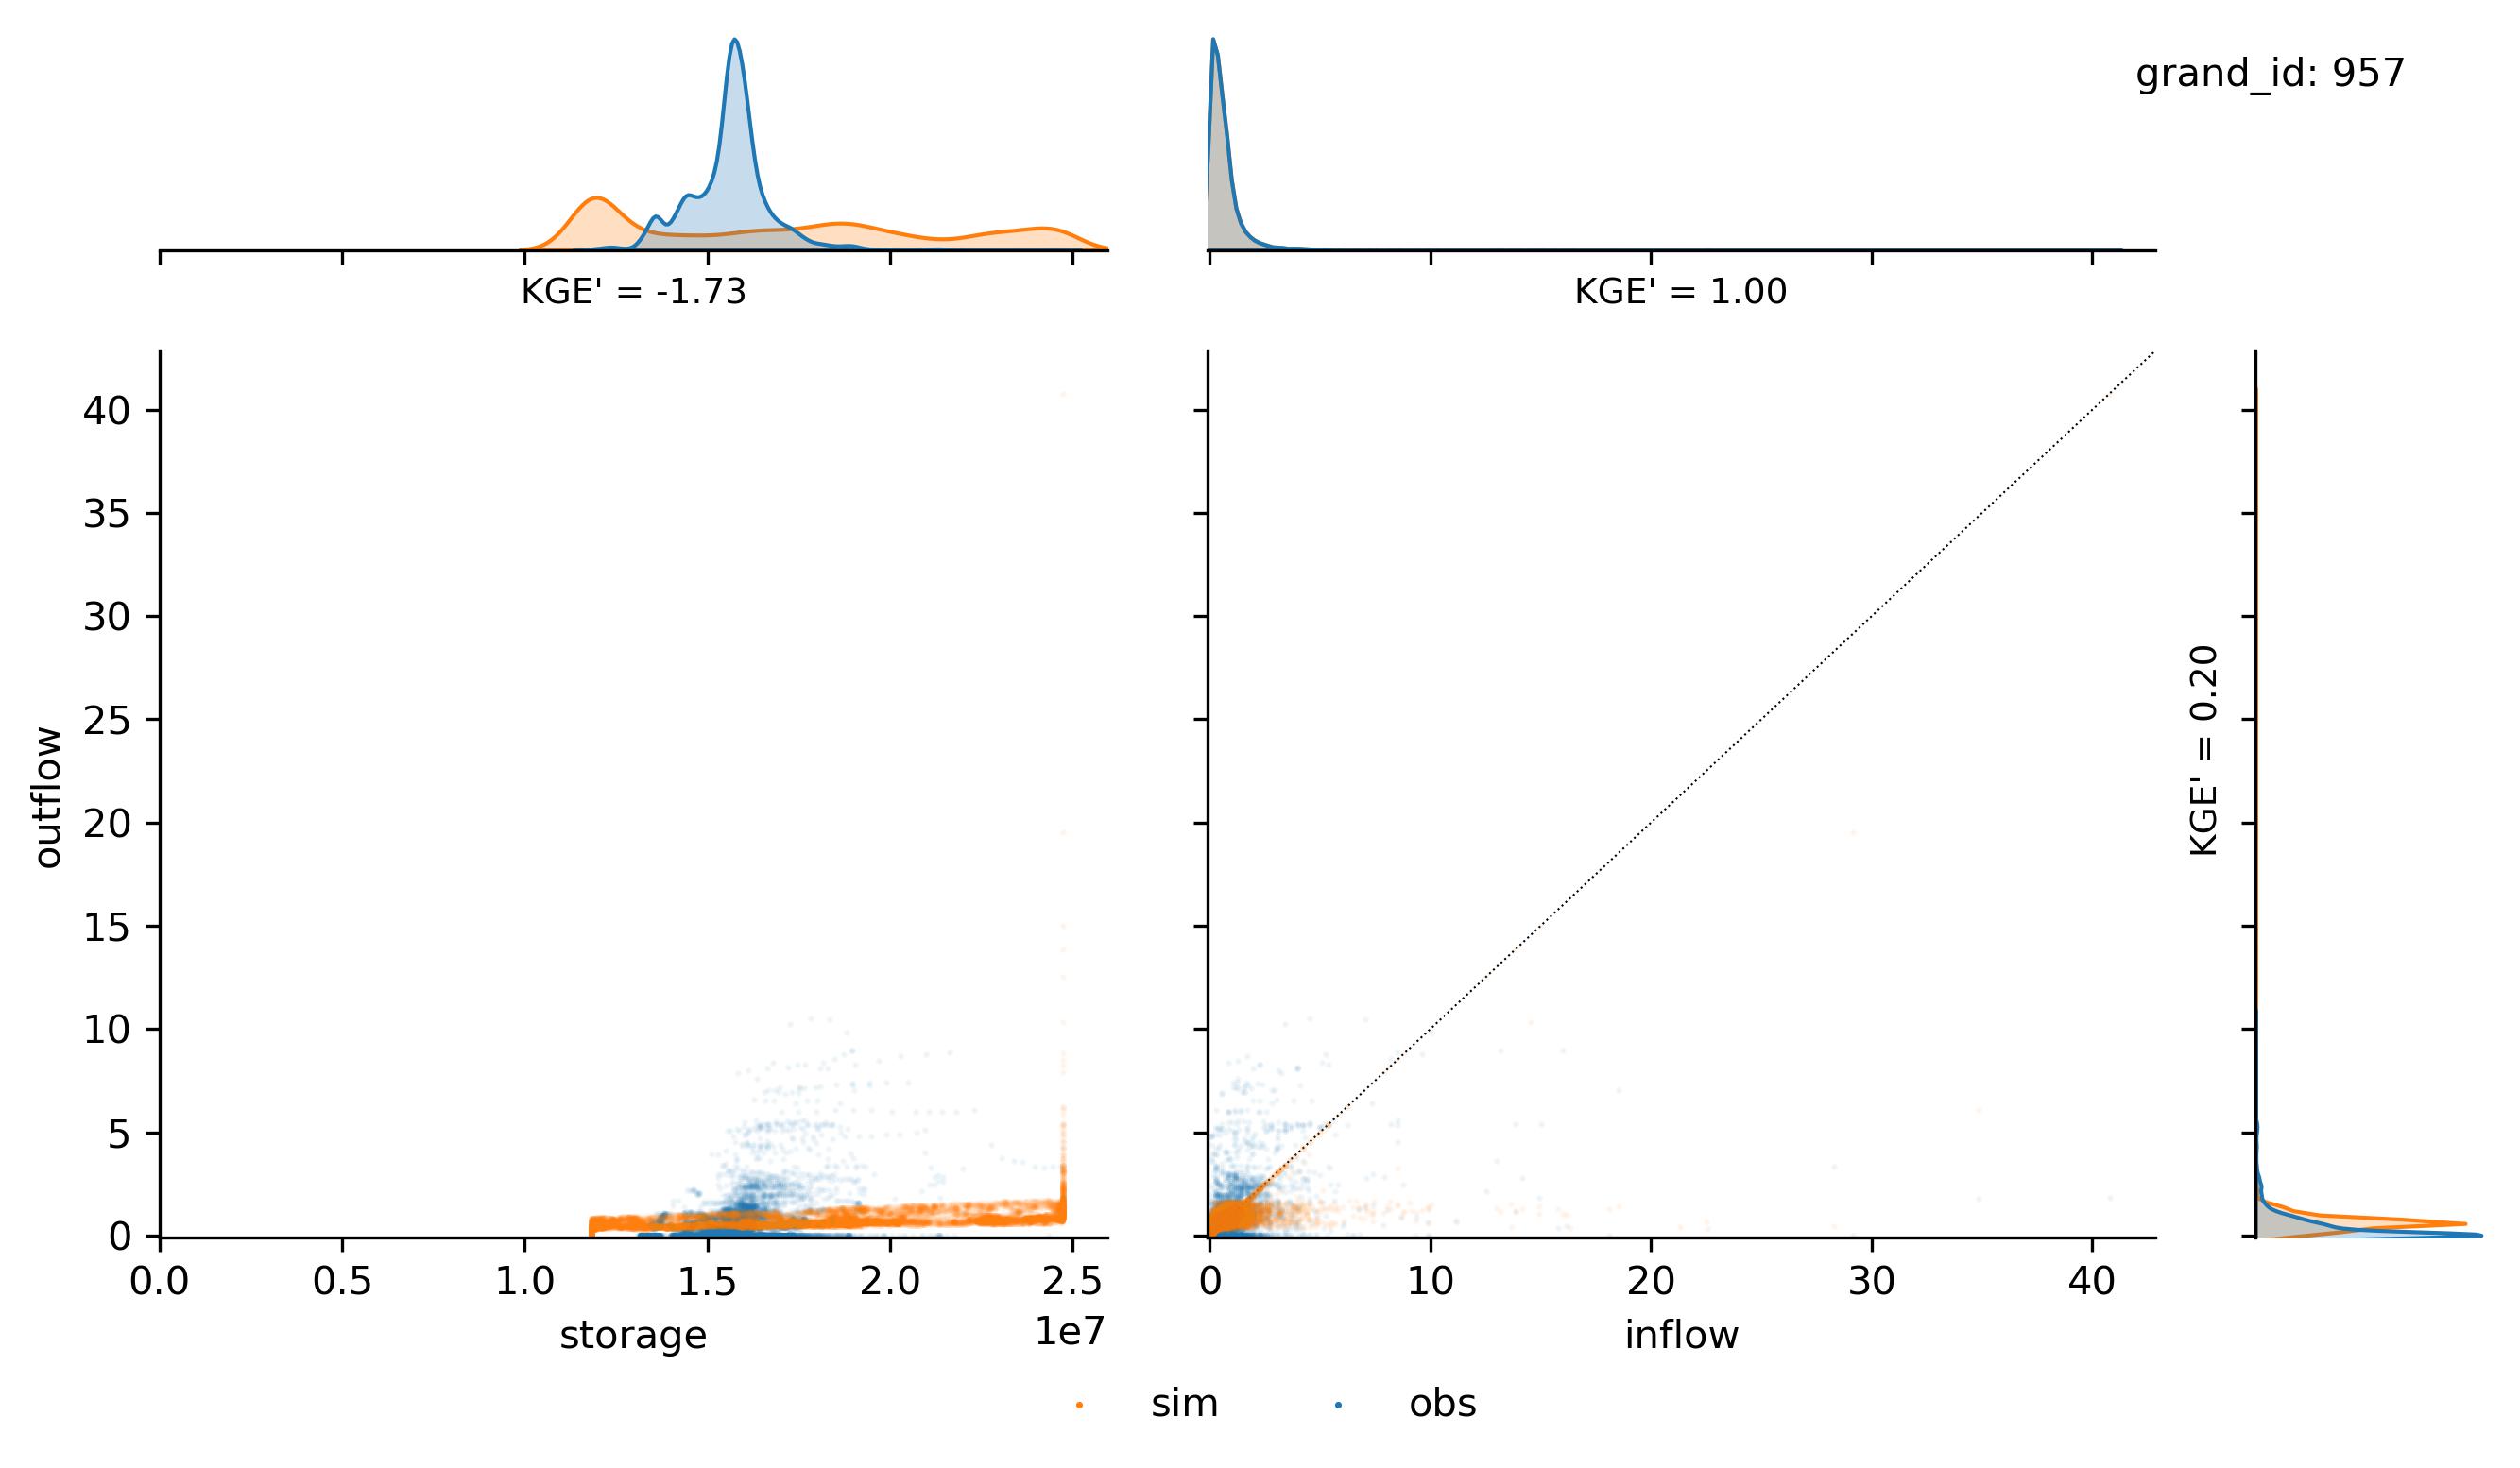 grand_id: 957
KGE' = -1.73
KGE' = 1.00
40
35
30
25
20
15
10
5
0
outflow
KGE' = 0.20
0.0 0.5 1.0 1.5 2.0 2.5
1e7
storage
0 10 20 30 40
inflow
sim obs